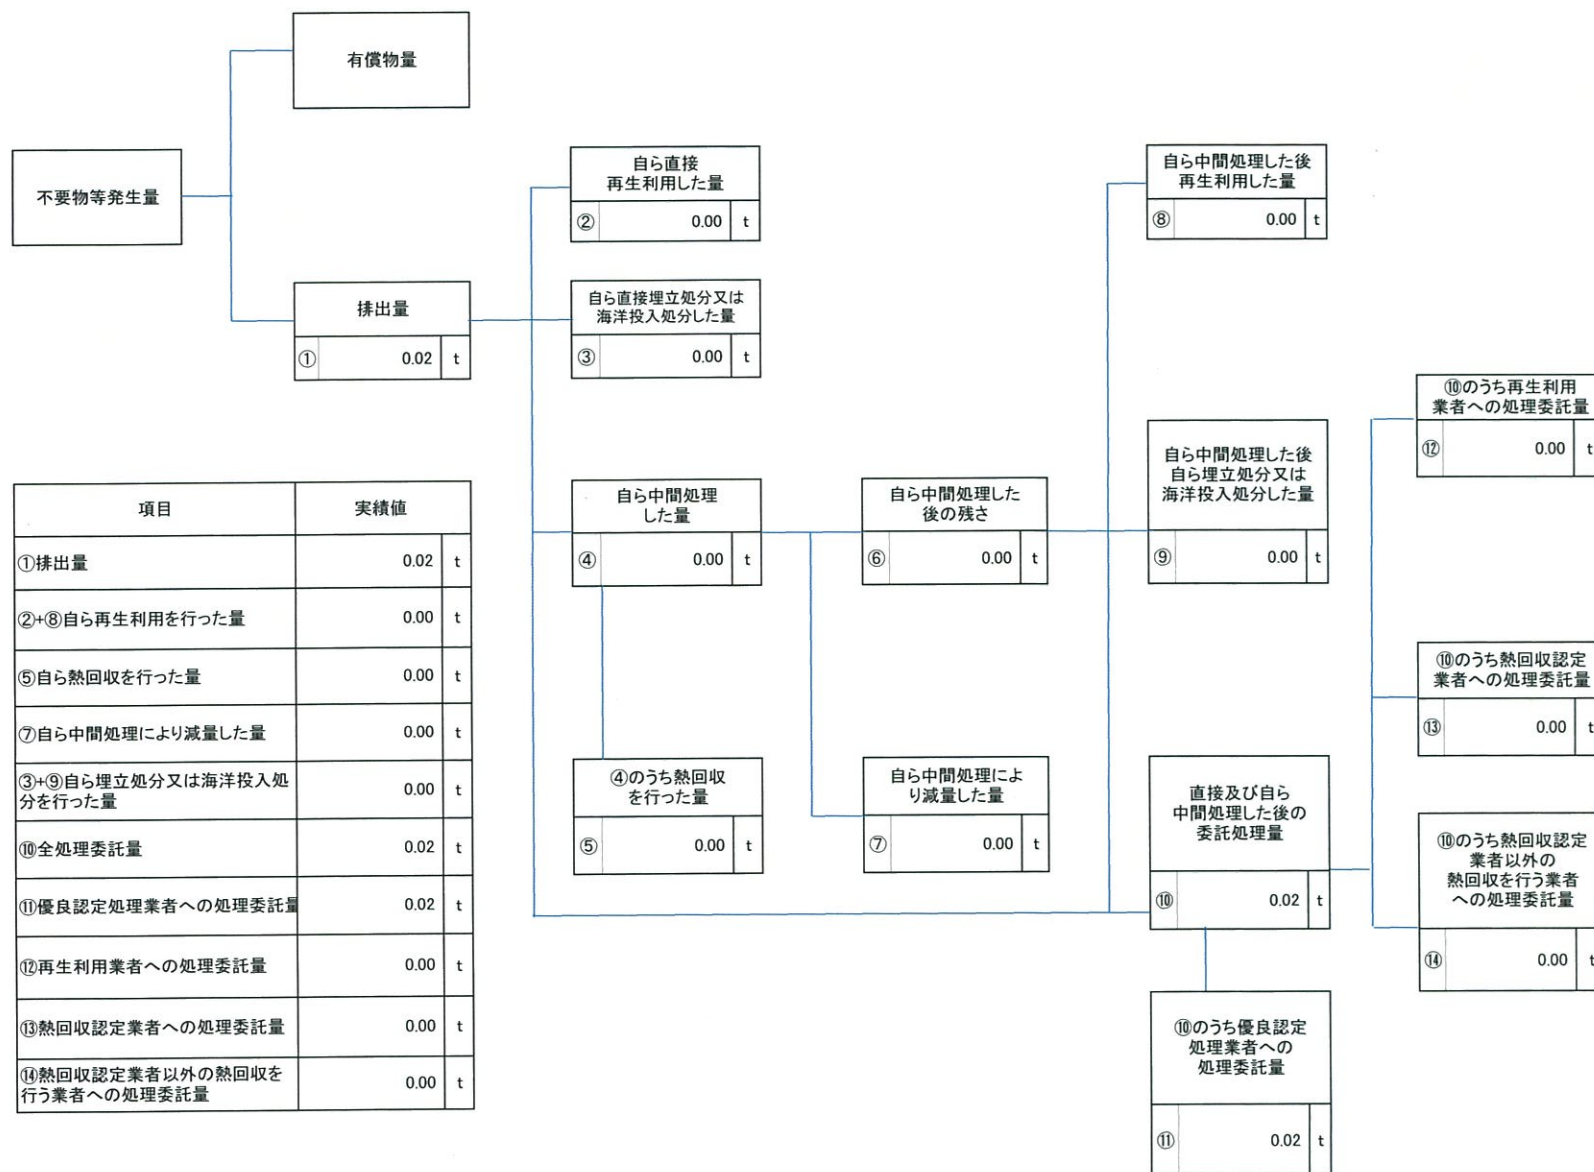 有償物量
不要物等発生量
排出量
① 0.02 t
自ら直接
再生利用した量
② 0.00 t
自ら直接埋立処分又は
海洋投入処分した量
③ 0.00 t
自ら中間処理
した量
④ 0.00 t
④のうち熱回収
を行った量
⑤ 0.00 t
自ら中間処理した
後の残さ
⑥ 0.00 t
自ら中間処理によ
り減量した量
⑦ 0.00 t
自ら中間処理した後
再生利用した量
⑧ 0.00 t
自ら中間処理した後
自ら埋立処分又は
海洋投入処分した量
⑨ 0.00 t
直接及び自ら
中間処理した後の
委託処理量
⑩ 0.02 t
⑩のうち優良認定
処理業者への
処理委託量
⑪ 0.02 t
⑩のうち再生利用
業者への処理委託量
⑫ 0.00 t
⑩のうち熱回収認定
業者への処理委託量
⑬ 0.00 t
⑩のうち熱回収認定
業者以外の
熱回収を行う業者
への処理委託量
⑭ 0.00 t
項目 実績値
①排出量 0.02 t
②+⑧自ら再生利用を行った量 0.00 t
⑤自ら熱回収を行った量 0.00 t
⑦自ら中間処理により減量した量 0.00 t
③+⑨自ら埋立処分又は海洋投入処
分を行った量 0.00 t
⑩全処理委託量 0.02 t
⑪優良認定処理業者への処理委託量 0.02 t
⑫再生利用業者への処理委託量 0.00 t
⑬熱回収認定業者への処理委託量 0.00 t
⑭熱回収認定業者以外の熱回収を
行う業者への処理委託量 0.00 t